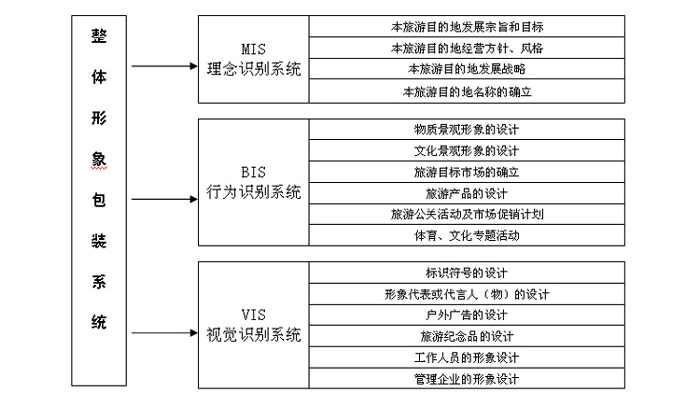 整体形象包装系统
MIS
理念识别系统
本旅游目的地发展宗旨和目标
本旅游目的地经营方针、风格
本旅游目的地发展战略
本旅游目的地名称的确立
BIS
行为识别系统
物质景观形象的设计
文化景观形象的设计
旅游目标市场的确立
旅游产品的设计
旅游公关活动及市场促销计划
体育、文化专题活动
VIS
视觉识别系统
标识符号的设计
形象代表或代言人（物）的设计
户外广告的设计
旅游纪念品的设计
工作人员的形象设计
管理企业的形象设计